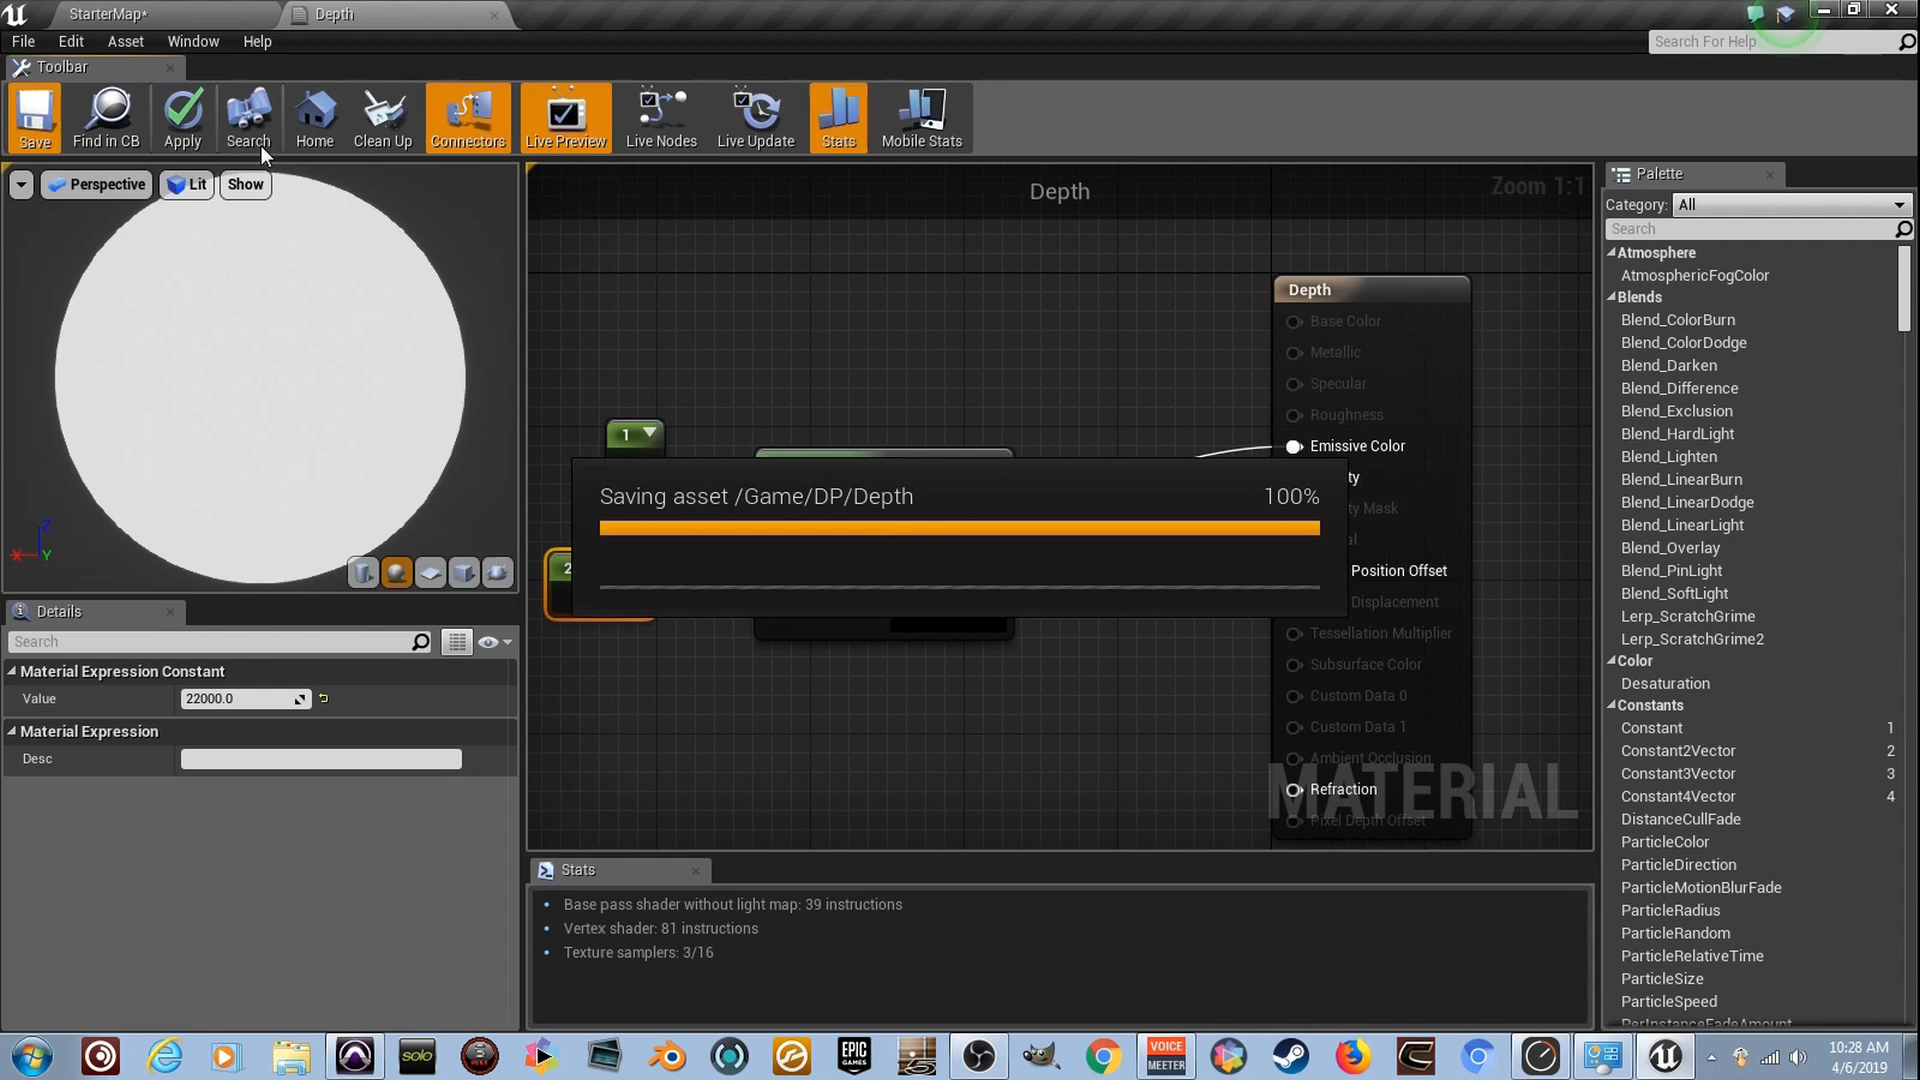 StarterMap*
Depth
File
Edit
Asset
Window
Help
Search For Help
Toolbar
Save
Find in CB
Apply
Search
Home
Clean Up
Connectors
Live Preview
Live Nodes
Live Update
Stats
Mobile Stats
Perspective
Lit
Show
Z
X
Y
Depth
Zoom 1:1
1
2
Depth
Base Color
Metallic
Specular
Roughness
Emissive Color
ty
ty Mask
al
Position Offset
Displacement
Tessellation Multiplier
Subsurface Color
Custom Data 0
Custom Data 1
Ambient Occlusion
Refraction
Pixel Depth Offset
MATERIAL
Saving asset /Game/DP/Depth
100%
Details
Search
Material Expression Constant
Value
22000.0
Material Expression
Desc
Stats
Base pass shader without light map: 39 instructions
Vertex shader: 81 instructions
Texture samplers: 3/16
Palette
Category:
All
Search
Atmosphere
AtmosphericFogColor
Blends
Blend_ColorBurn
Blend_ColorDodge
Blend_Darken
Blend_Difference
Blend_Exclusion
Blend_HardLight
Blend_Lighten
Blend_LinearBurn
Blend_LinearDodge
Blend_LinearLight
Blend_Overlay
Blend_PinLight
Blend_SoftLight
Lerp_ScratchGrime
Lerp_ScratchGrime2
Color
Desaturation
Constants
Constant 1
Constant2Vector 2
Constant3Vector 3
Constant4Vector 4
DistanceCullFade
ParticleColor
ParticleDirection
ParticleMotionBlurFade
ParticleRadius
ParticleRandom
ParticleRelativeTime
ParticleSize
ParticleSpeed
PerInstanceFadeAmount
solo
EPIC
GAMES
VOICE
MEETER
10:28 AM
4/6/2019